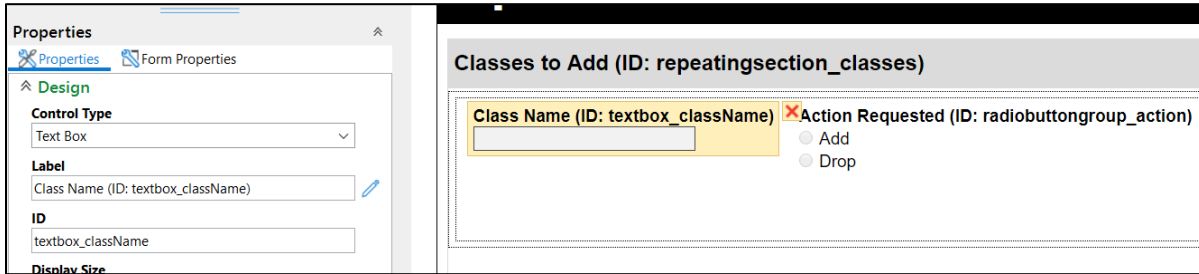 Properties
Properties Form Properties
Design
Control Type
Text Box
Label
Class Name (ID: textbox_className)
ID
textbox_className
Display Size
Classes to Add (ID: repeatingsection_classes)
Class Name (ID: textbox_className)
Action Requested (ID: radiobuttongroup_action)
Add
Drop